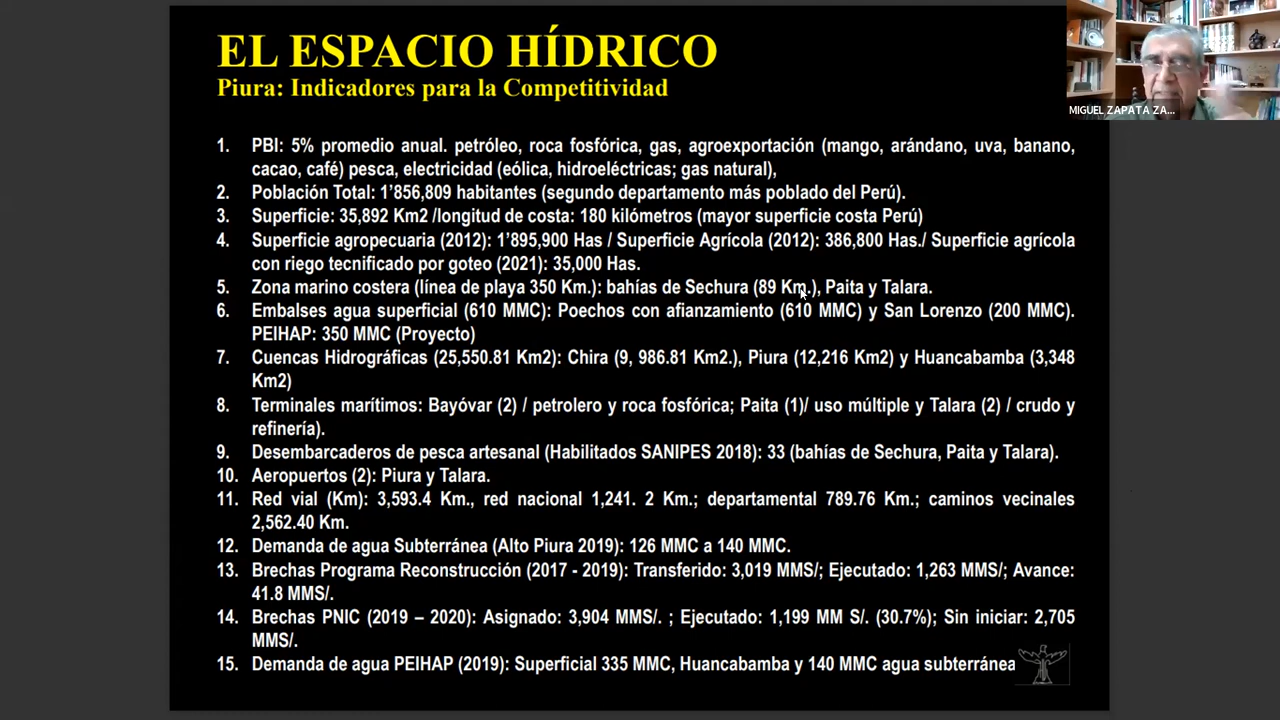 EL ESPACIO HÍDRICO
Piura: Indicadores para la Competitividad
MIGUEL ZAPATA ZA...
1. PBI: 5% promedio anual. petróleo, roca fosfórica, gas, agroexportación (mango, arándano, uva, banano,
cacao, café) pesca, electricidad (eólica, hidroeléctricas; gas natural),
2. Población Total: 1’856,809 habitantes (segundo departamento más poblado del Perú).
3. Superficie: 35,892 Km2 /longitud de costa: 180 kilómetros (mayor superficie costa Perú)
4. Superficie agropecuaria (2012): 1’895,900 Has / Superficie Agrícola (2012): 386,800 Has./ Superficie agrícola
con riego tecnificado por goteo (2021): 35,000 Has.
5. Zona marino costera (línea de playa 350 Km.): bahías de Sechura (89 Km.), Paita y Talara.
6. Embalses agua superficial (610 MMC): Poechos con afianzamiento (610 MMC) y San Lorenzo (200 MMC).
PEIHAP: 350 MMC (Proyecto)
7. Cuencas Hidrográficas (25,550.81 Km2): Chira (9, 986.81 Km2.), Piura (12,216 Km2) y Huancabamba (3,348
Km2)
8. Terminales marítimos: Bayóvar (2) / petrolero y roca fosfórica; Paita (1)/ uso múltiple y Talara (2) / crudo y
refinería).
9. Desembarcaderos de pesca artesanal (Habilitados SANIPES 2018): 33 (bahías de Sechura, Paita y Talara).
10. Aeropuertos (2): Piura y Talara.
11. Red vial (Km): 3,593.4 Km., red nacional 1,241. 2 Km.; departamental 789.76 Km.; caminos vecinales
2,562.40 Km.
12. Demanda de agua Subterránea (Alto Piura 2019): 126 MMC a 140 MMC.
13. Brechas Programa Reconstrucción (2017 - 2019): Transferido: 3,019 MMS/; Ejecutado: 1,263 MMS/; Avance:
41.8 MMS/.
14. Brechas PNIC (2019 – 2020): Asignado: 3,904 MMS/. ; Ejecutado: 1,199 MM S/. (30.7%); Sin iniciar: 2,705
MMS/.
15. Demanda de agua PEIHAP (2019): Superficial 335 MMC, Huancabamba y 140 MMC agua subterránea